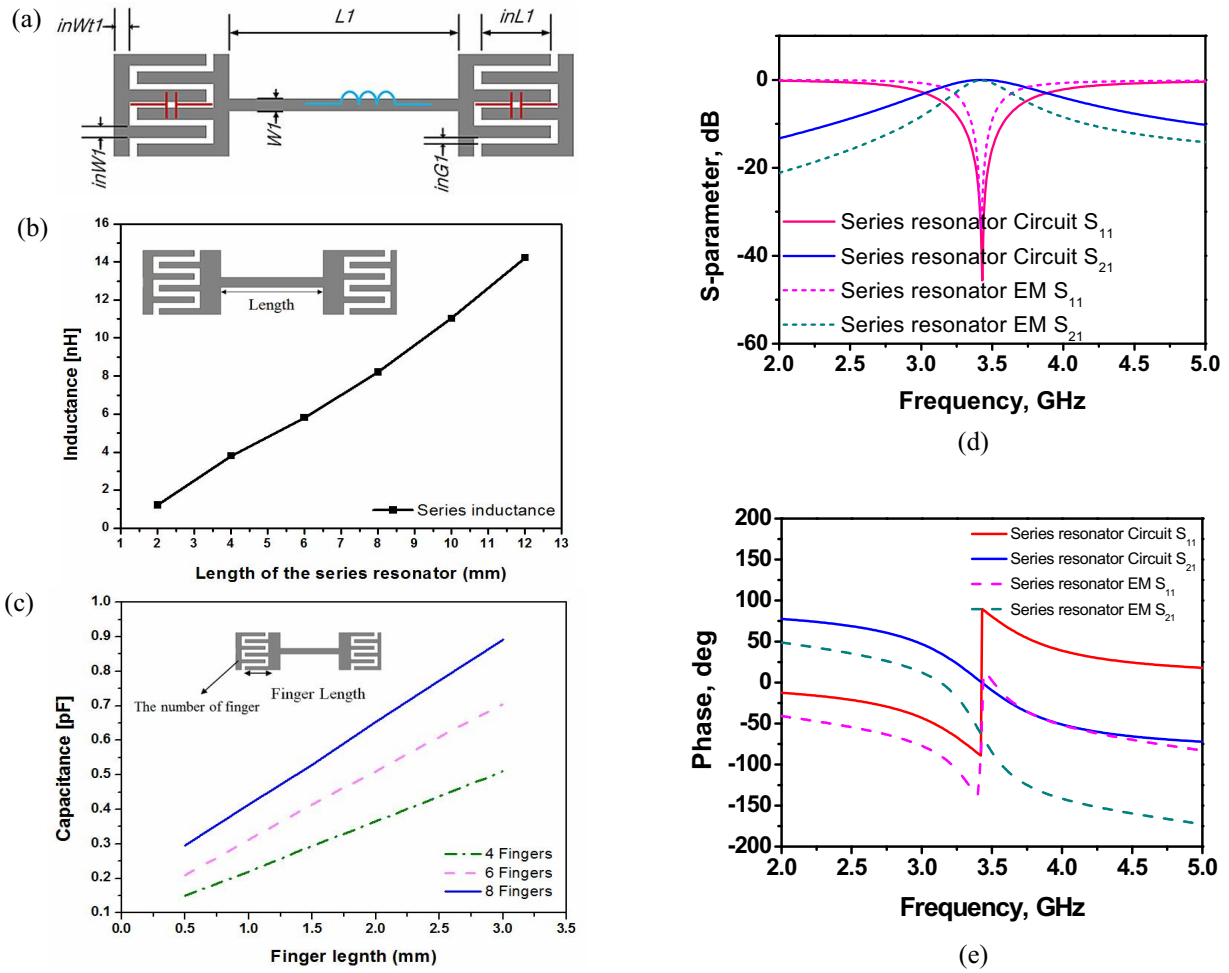 (a)
inWt1
L1
inL1
inW1
W1
inG1
(b)
Inductance [nH]
16
14
12
10
8
6
4
2
0
Length
Series inductance
1 2 3 4 5 6 7 8 9 10 11 12 13
Length of the series resonator (mm)
(c)
Capacitance [pF]
1.0
0.9
0.8
0.7
0.6
0.5
0.4
0.3
0.2
0.1
The number of finger
Finger Length
4 Fingers
6 Fingers
8 Fingers
0.0 0.5 1.0 1.5 2.0 2.5 3.0 3.5
Finger legnth (mm)
S-parameter, dB
0
-20
-40
-60
Series resonator Circuit S11
Series resonator Circuit S21
Series resonator EM S11
Series resonator EM S21
2.0 2.5 3.0 3.5 4.0 4.5 5.0
Frequency, GHz
(d)
Phase, deg
200
150
100
50
0
-50
-100
-150
-200
Series resonator Circuit S11
Series resonator Circuit S21
Series resonator EM S11
Series resonator EM S21
2.0 2.5 3.0 3.5 4.0 4.5 5.0
Frequency, GHz
(e)